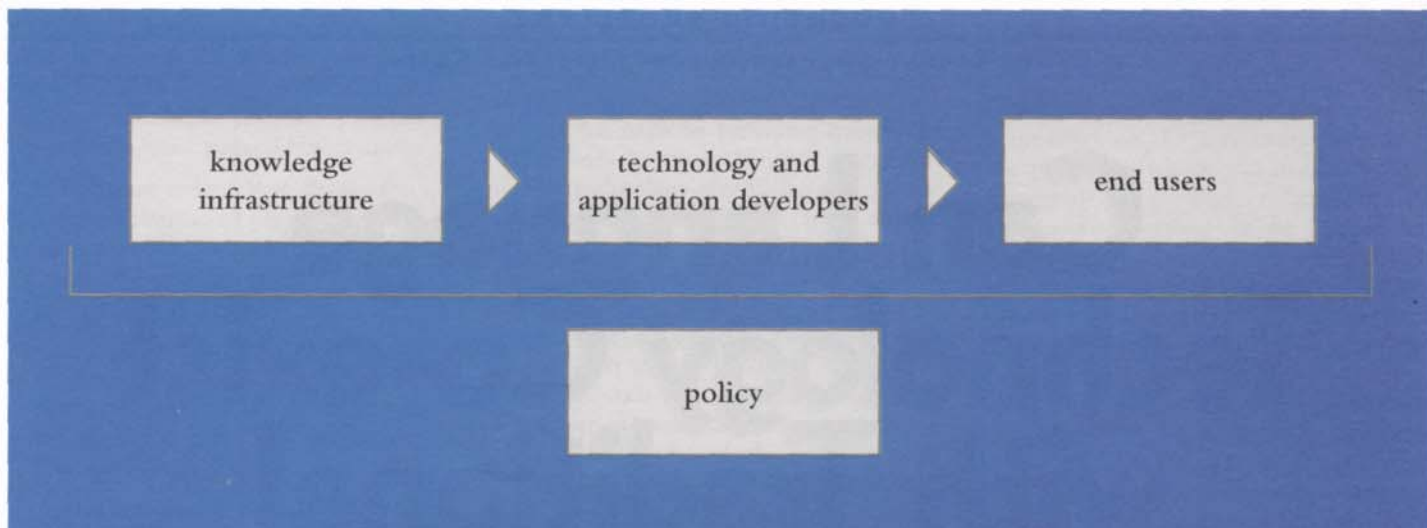 knowledge
infrastructure
technology and
application developers
end users
policy